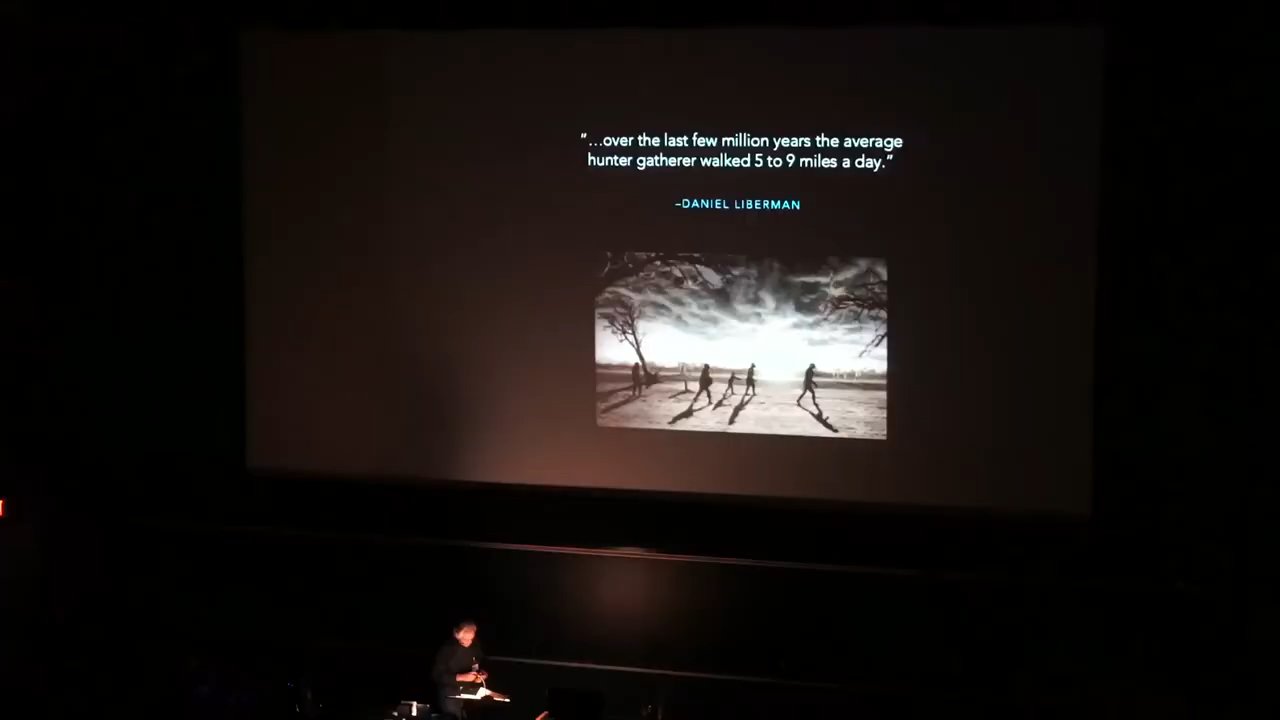 "...over the last few million years the average
hunter gatherer walked 5 to 9 miles a day."
–DANIEL LIBERMAN